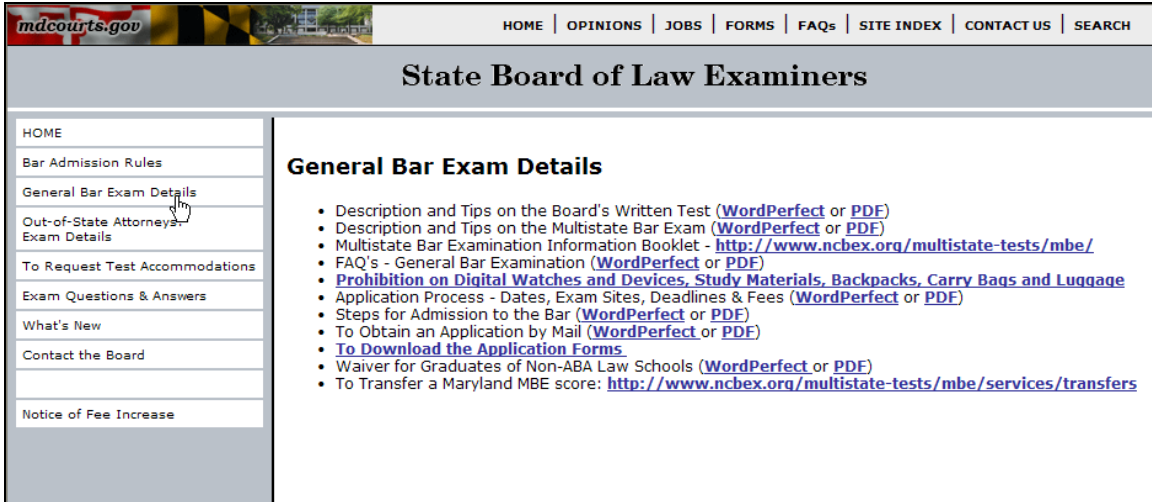 mdcourts.gov
HOME | OPINIONS | JOBS | FORMS | FAQs | SITE INDEX | CONTACT US | SEARCH
State Board of Law Examiners
HOME
Bar Admission Rules
General Bar Exam Details
Out-of-State Attorneys:
Exam Details
To Request Test Accommodations
Exam Questions & Answers
What's New
Contact the Board
Notice of Fee Increase
General Bar Exam Details
• Description and Tips on the Board's Written Test (WordPerfect or PDF)
• Description and Tips on the Multistate Bar Exam (WordPerfect or PDF)
• Multistate Bar Examination Information Booklet - http://www.ncbex.org/multistate-tests/mbe/
• FAQ's - General Bar Examination (WordPerfect or PDF)
• Prohibition on Digital Watches and Devices, Study Materials, Backpacks, Carry Bags and Luggage
• Application Process - Dates, Exam Sites, Deadlines & Fees (WordPerfect or PDF)
• Steps for Admission to the Bar (WordPerfect or PDF)
• To Obtain an Application by Mail (WordPerfect or PDF)
• To Download the Application Forms
• Waiver for Graduates of Non-ABA Law Schools (WordPerfect or PDF)
• To Transfer a Maryland MBE score: http://www.ncbex.org/multistate-tests/mbe/services/transfers